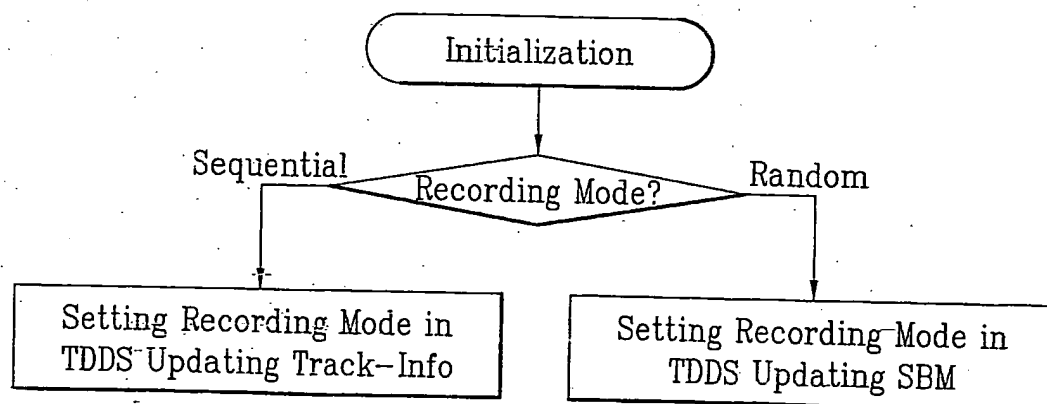 Initialization
Sequential
Recording Mode?
Random
Setting Recording Mode in
TDDS Updating Track-Info
Setting Recording Mode in
TDDS Updating SBM